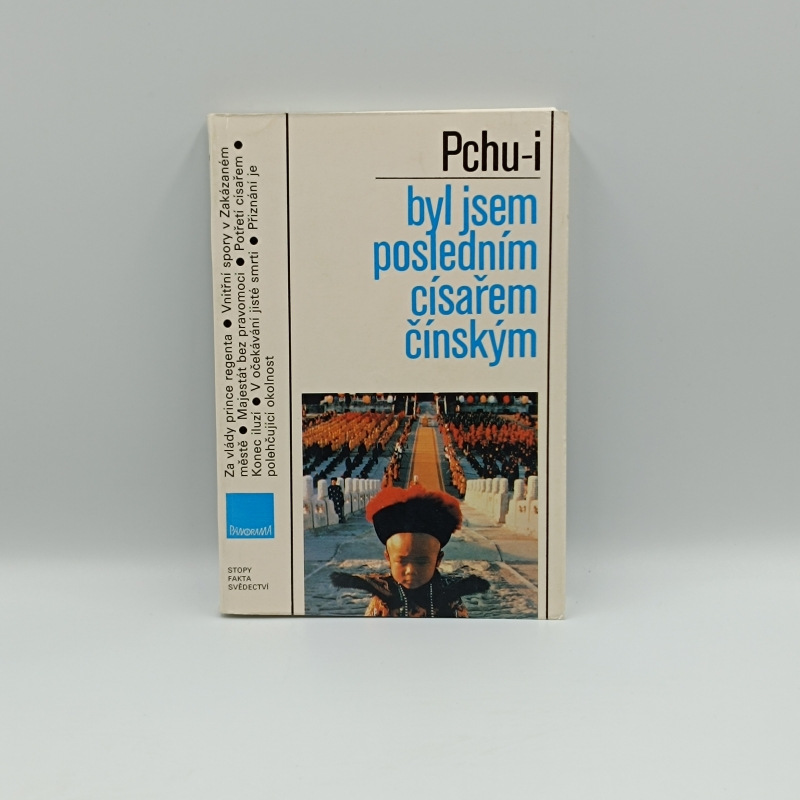 Pchu-i
byl jsem
posledním
císařem
čínským
Za vlády prince regenta ● Vnitřní spory v Zakázaném
městě ● Majestát bez pravomoci ● Potřetí císařem ●
Konec iluzí ● V očekávání jisté smrti ● Přiznání je
polehčující okolnost
PANORAMA
STOPY
FAKTA
SVĚDECTVÍ